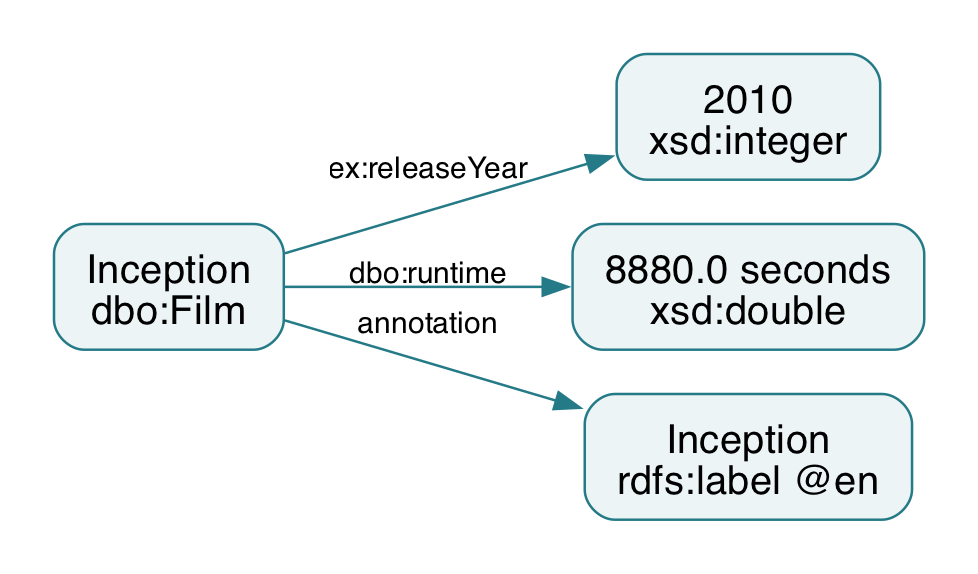 Inception
dbo:Film
ex:releaseYear
2010
xsd:integer
dbo:runtime
8880.0 seconds
xsd:double
annotation
Inception
rdfs:label @en